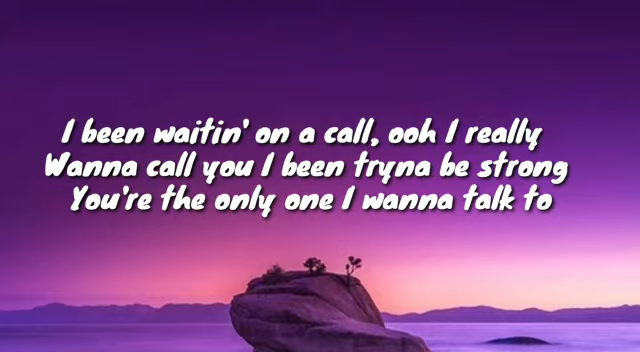 I been waitin' on a call, ooh I really
Wanna call you I been tryna be strong
You're the only one I wanna talk to